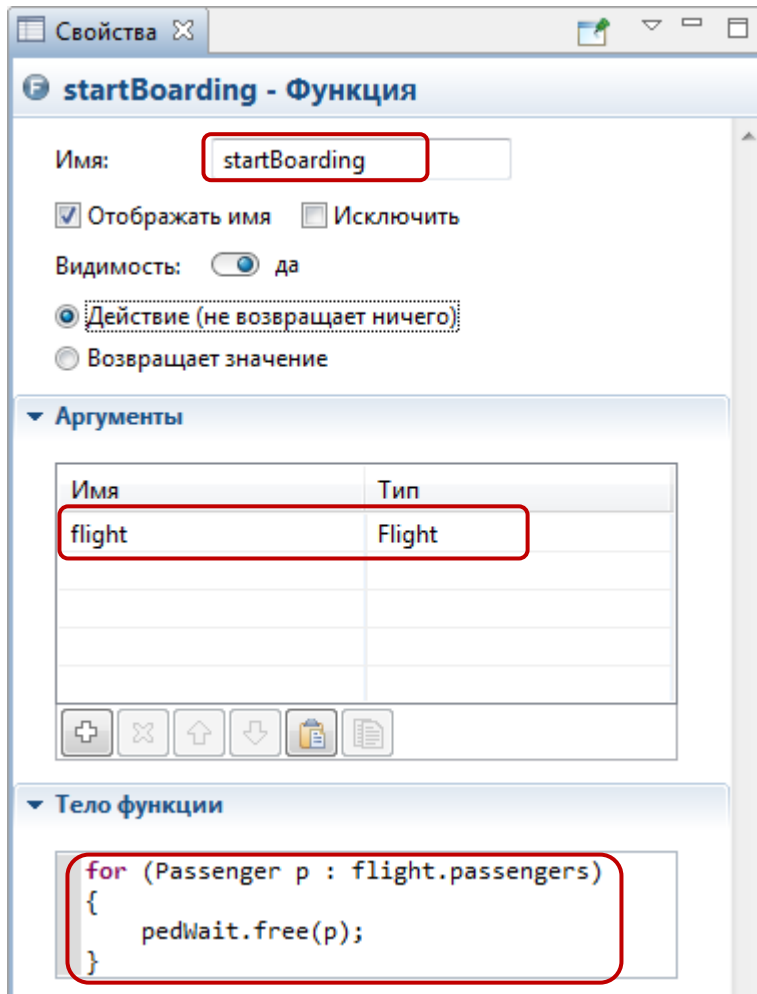 Свойства
startBoarding - Функция
Имя: startBoarding
Отображать имя Исключить
Видимость: да
Действие (не возвращает ничего)
Возвращает значение
Аргументы
Имя Тип
flight Flight
Тело функции
for (Passenger p : flight.passengers)
{
pedWait.free(p);
}